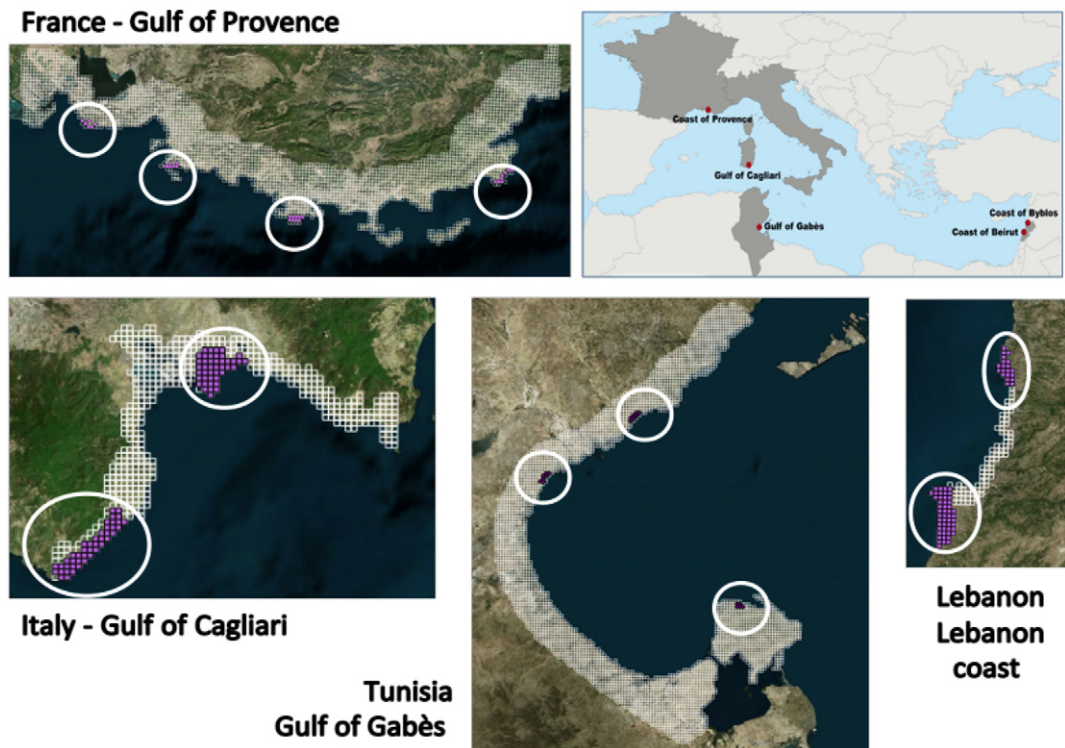 France - Gulf of Provence
Coast of Provence
Gulf of Cagliari
Gulf of Gabès
Coast of Byblos
Coast of Beirut
Italy - Gulf of Cagliari
Tunisia
Gulf of Gabès
Lebanon
Lebanon
coast